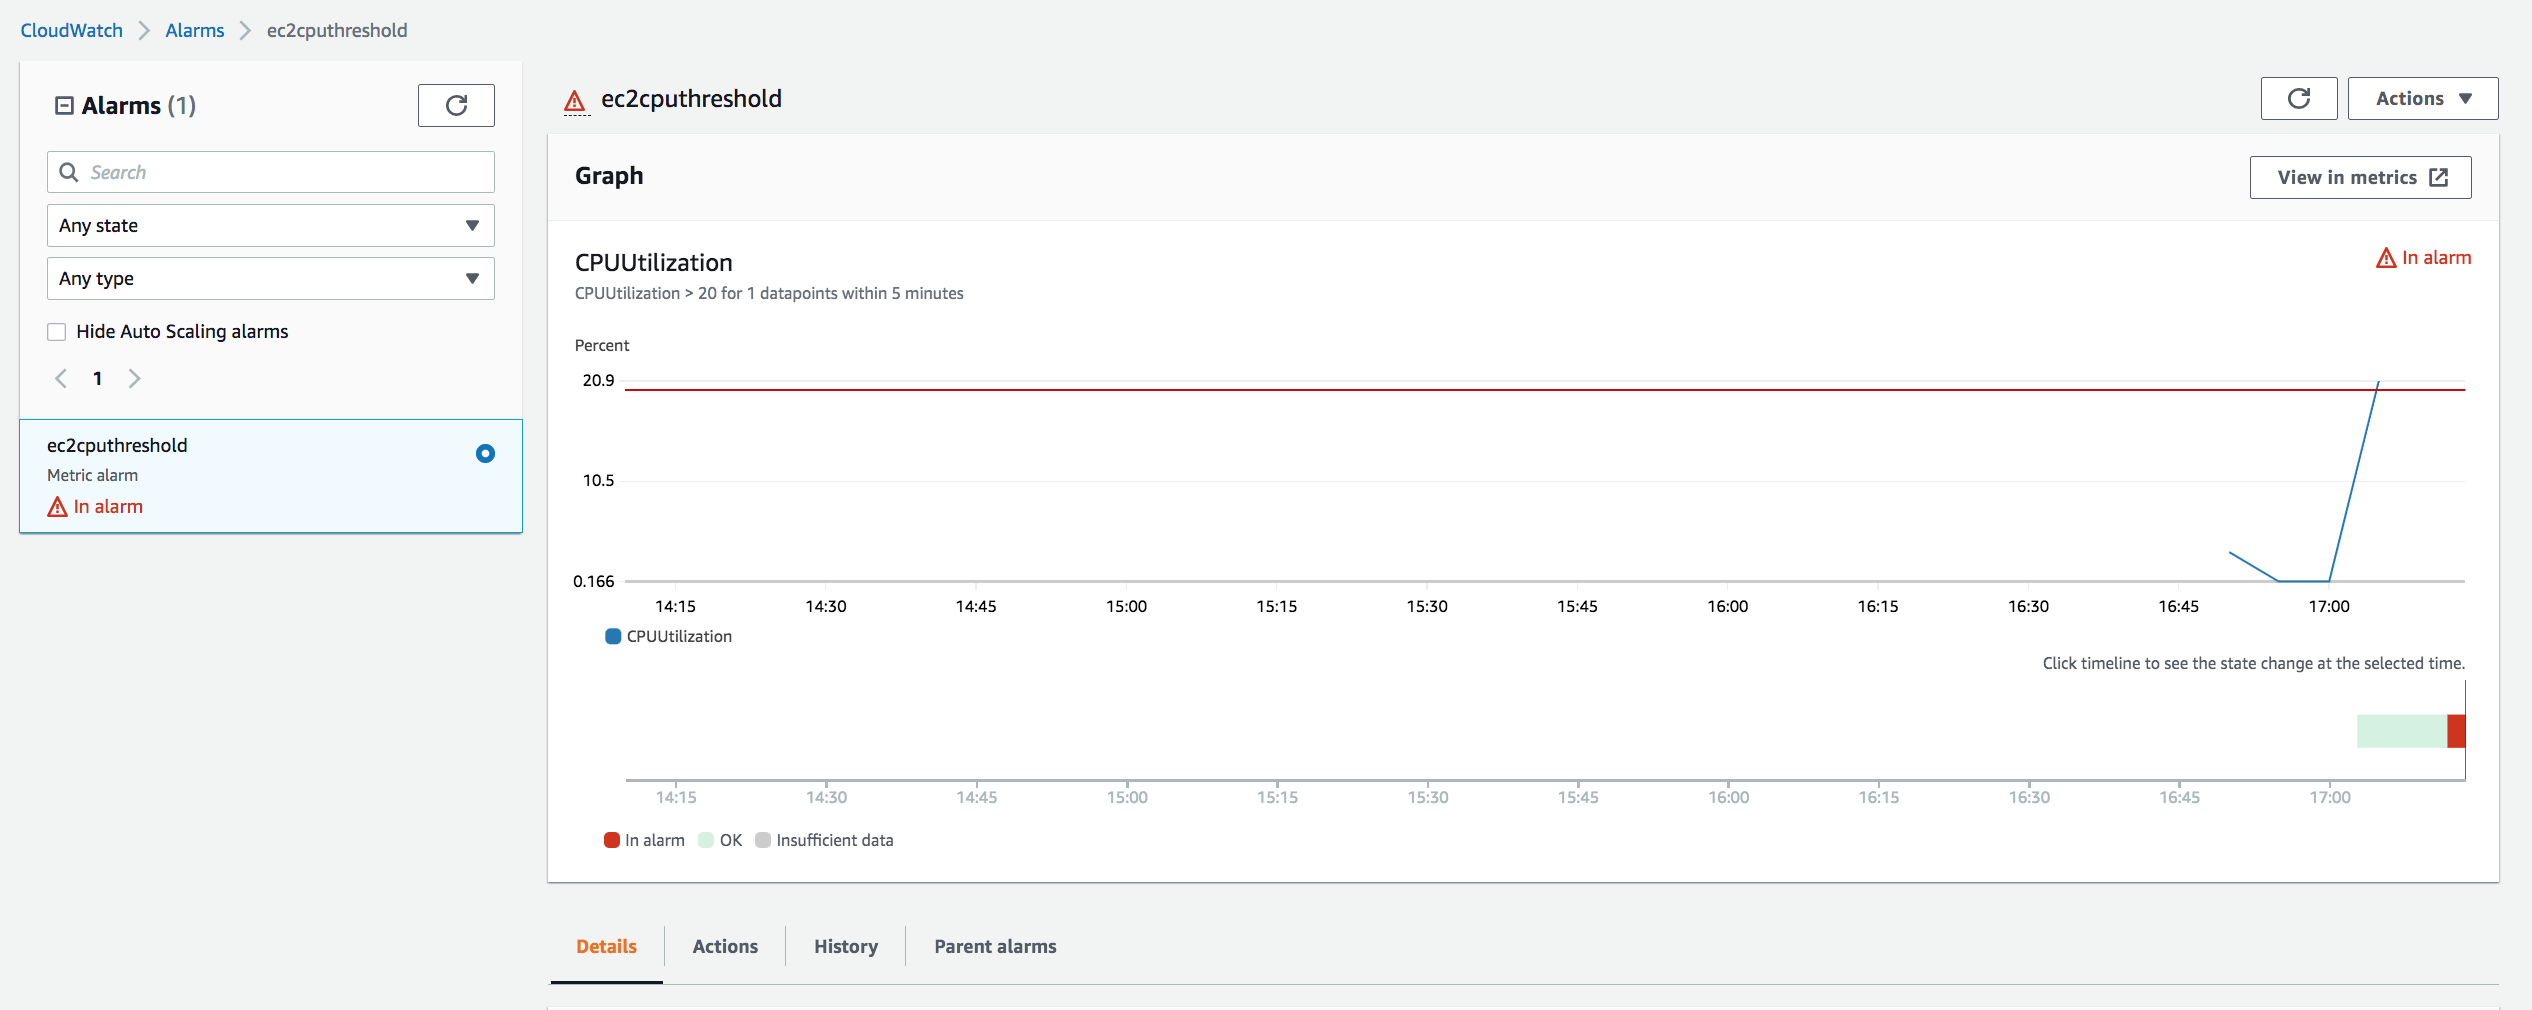 CloudWatch > Alarms > ec2cputhreshold
Alarms (1)
Search
Any state
Any type
Hide Auto Scaling alarms
1
ec2cputhreshold
Metric alarm
In alarm
ec2cputhreshold
Actions
Graph
View in metrics
CPUUtilization
In alarm
CPUUtilization > 20 for 1 datapoints within 5 minutes
Percent
20.9
10.5
0.166
14:15 14:30 14:45 15:00 15:15 15:30 15:45 16:00 16:15 16:30 16:45 17:00
CPUUtilization
Click timeline to see the state change at the selected time.
14:15 14:30 14:45 15:00 15:15 15:30 15:45 16:00 16:15 16:30 16:45 17:00
In alarm OK Insufficient data
Details Actions History Parent alarms